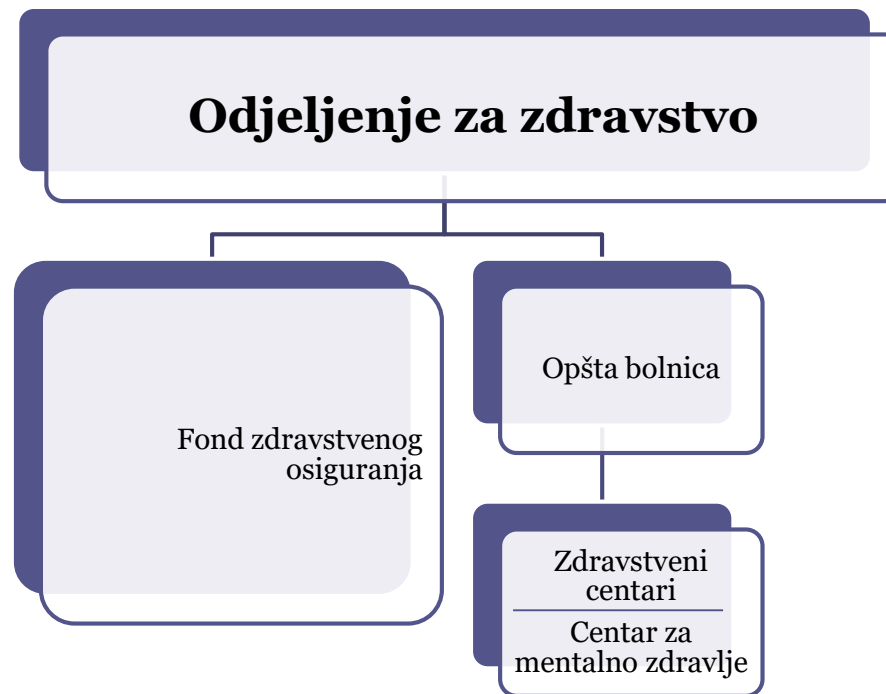 Odjeljenje za zdravstvo
Fond zdravstvenog
osiguranja
Opšta bolnica
Zdravstveni
centari
Centar za
mentalno zdravlje